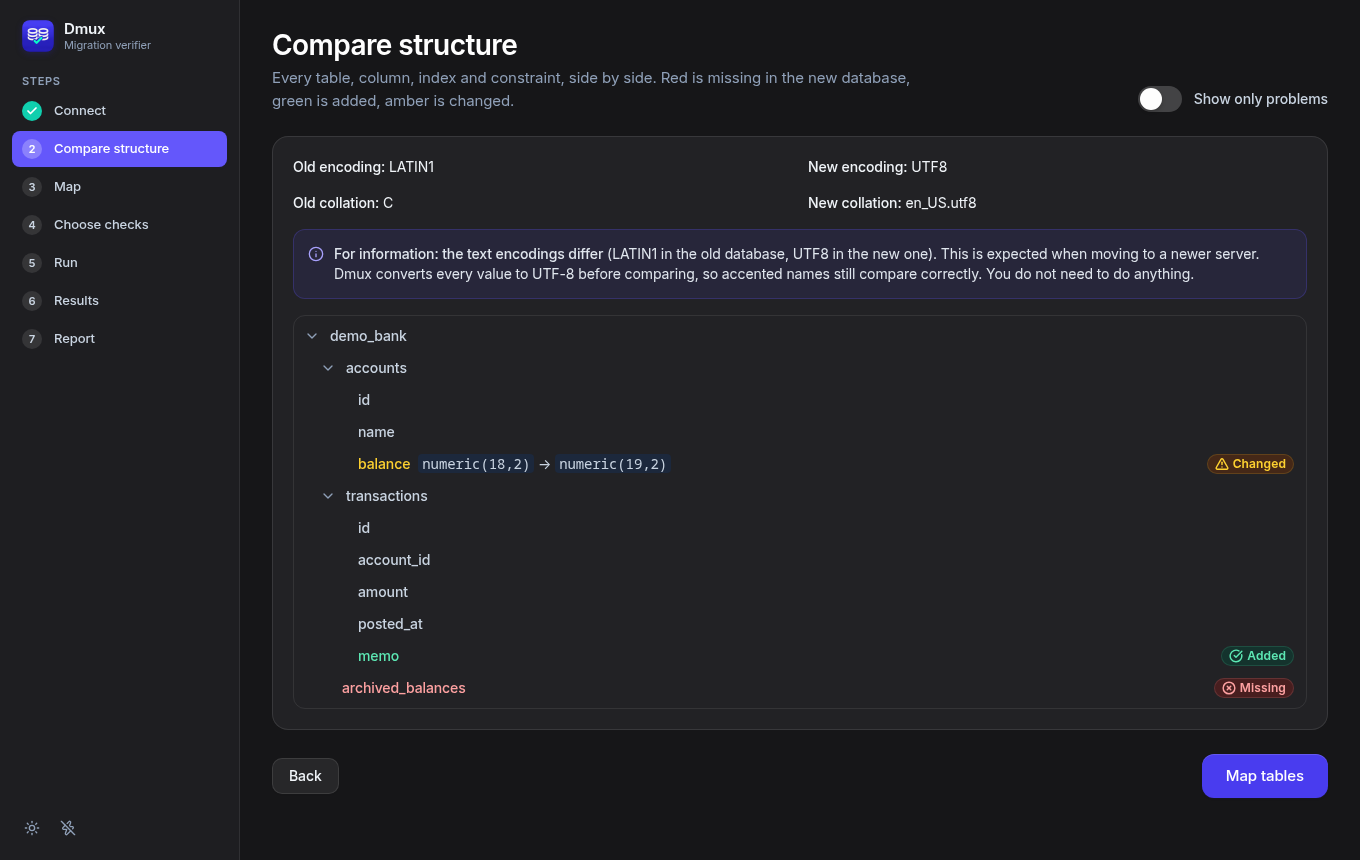 Dmux
Migration verifier
STEPS
Connect
2 Compare structure
3 Map
4 Choose checks
5 Run
6 Results
7 Report
Compare structure
Every table, column, index and constraint, side by side. Red is missing in the new database,
green is added, amber is changed.
Show only problems
Old encoding: LATIN1
New encoding: UTF8
Old collation: C
New collation: en_US.utf8
For information: the text encodings differ (LATIN1 in the old database, UTF8 in the new one). This is expected when moving to a newer server.
Dmux converts every value to UTF-8 before comparing, so accented names still compare correctly. You do not need to do anything.
demo_bank
accounts
id
name
balance numeric(18,2) → numeric(19,2) Changed
transactions
id
account_id
amount
posted_at
memo Added
archived_balances Missing
Back
Map tables